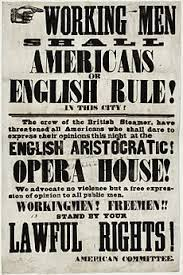 WORKING MEN
SHALL
AMERICANS
OR
ENGLISH RULE!
IN THIS CITY!
The crew of the British Steamer, have
threatened all Americans who shall dare to
express their opinions this night at the
ENGLISH ARISTOCRATIC!
OPERA HOUSE!
We advocate no violence but a free expres-
sion of opinion to all public men.
WORKINGMEN! FREEMEN!!
STAND BY YOUR
LAWFUL RIGHTS!
AMERICAN COMMITTEE.